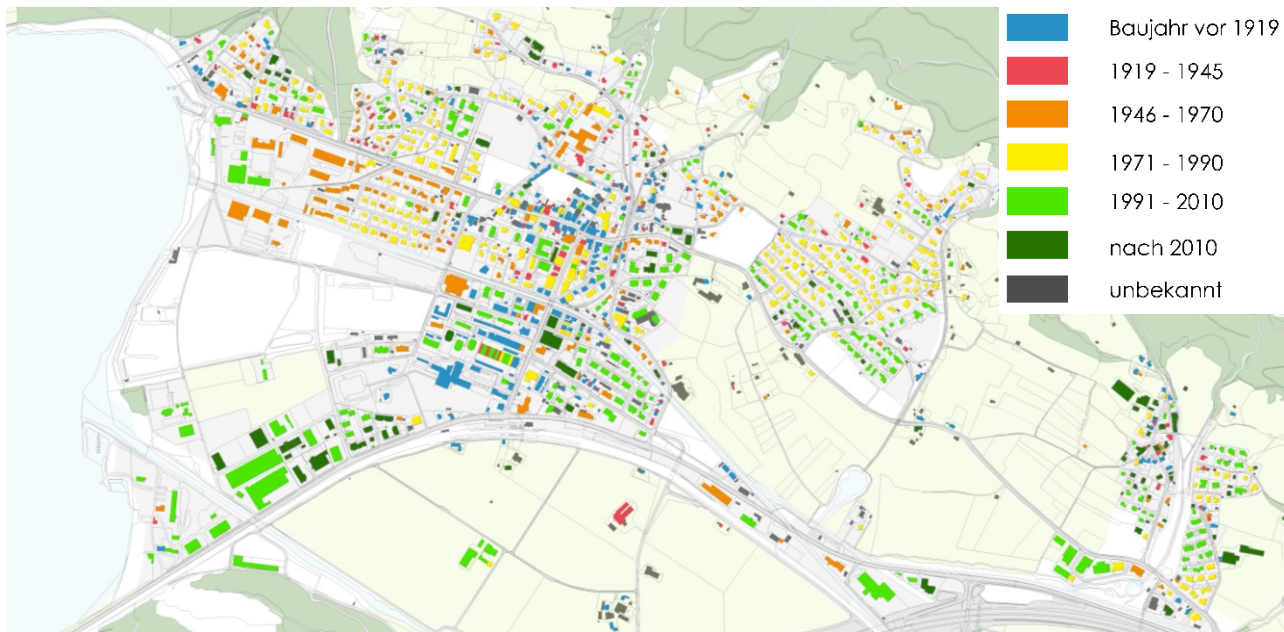 Baujahr vor 1919
1919 - 1945
1946 - 1970
1971 - 1990
1991 - 2010
nach 2010
unbekannt